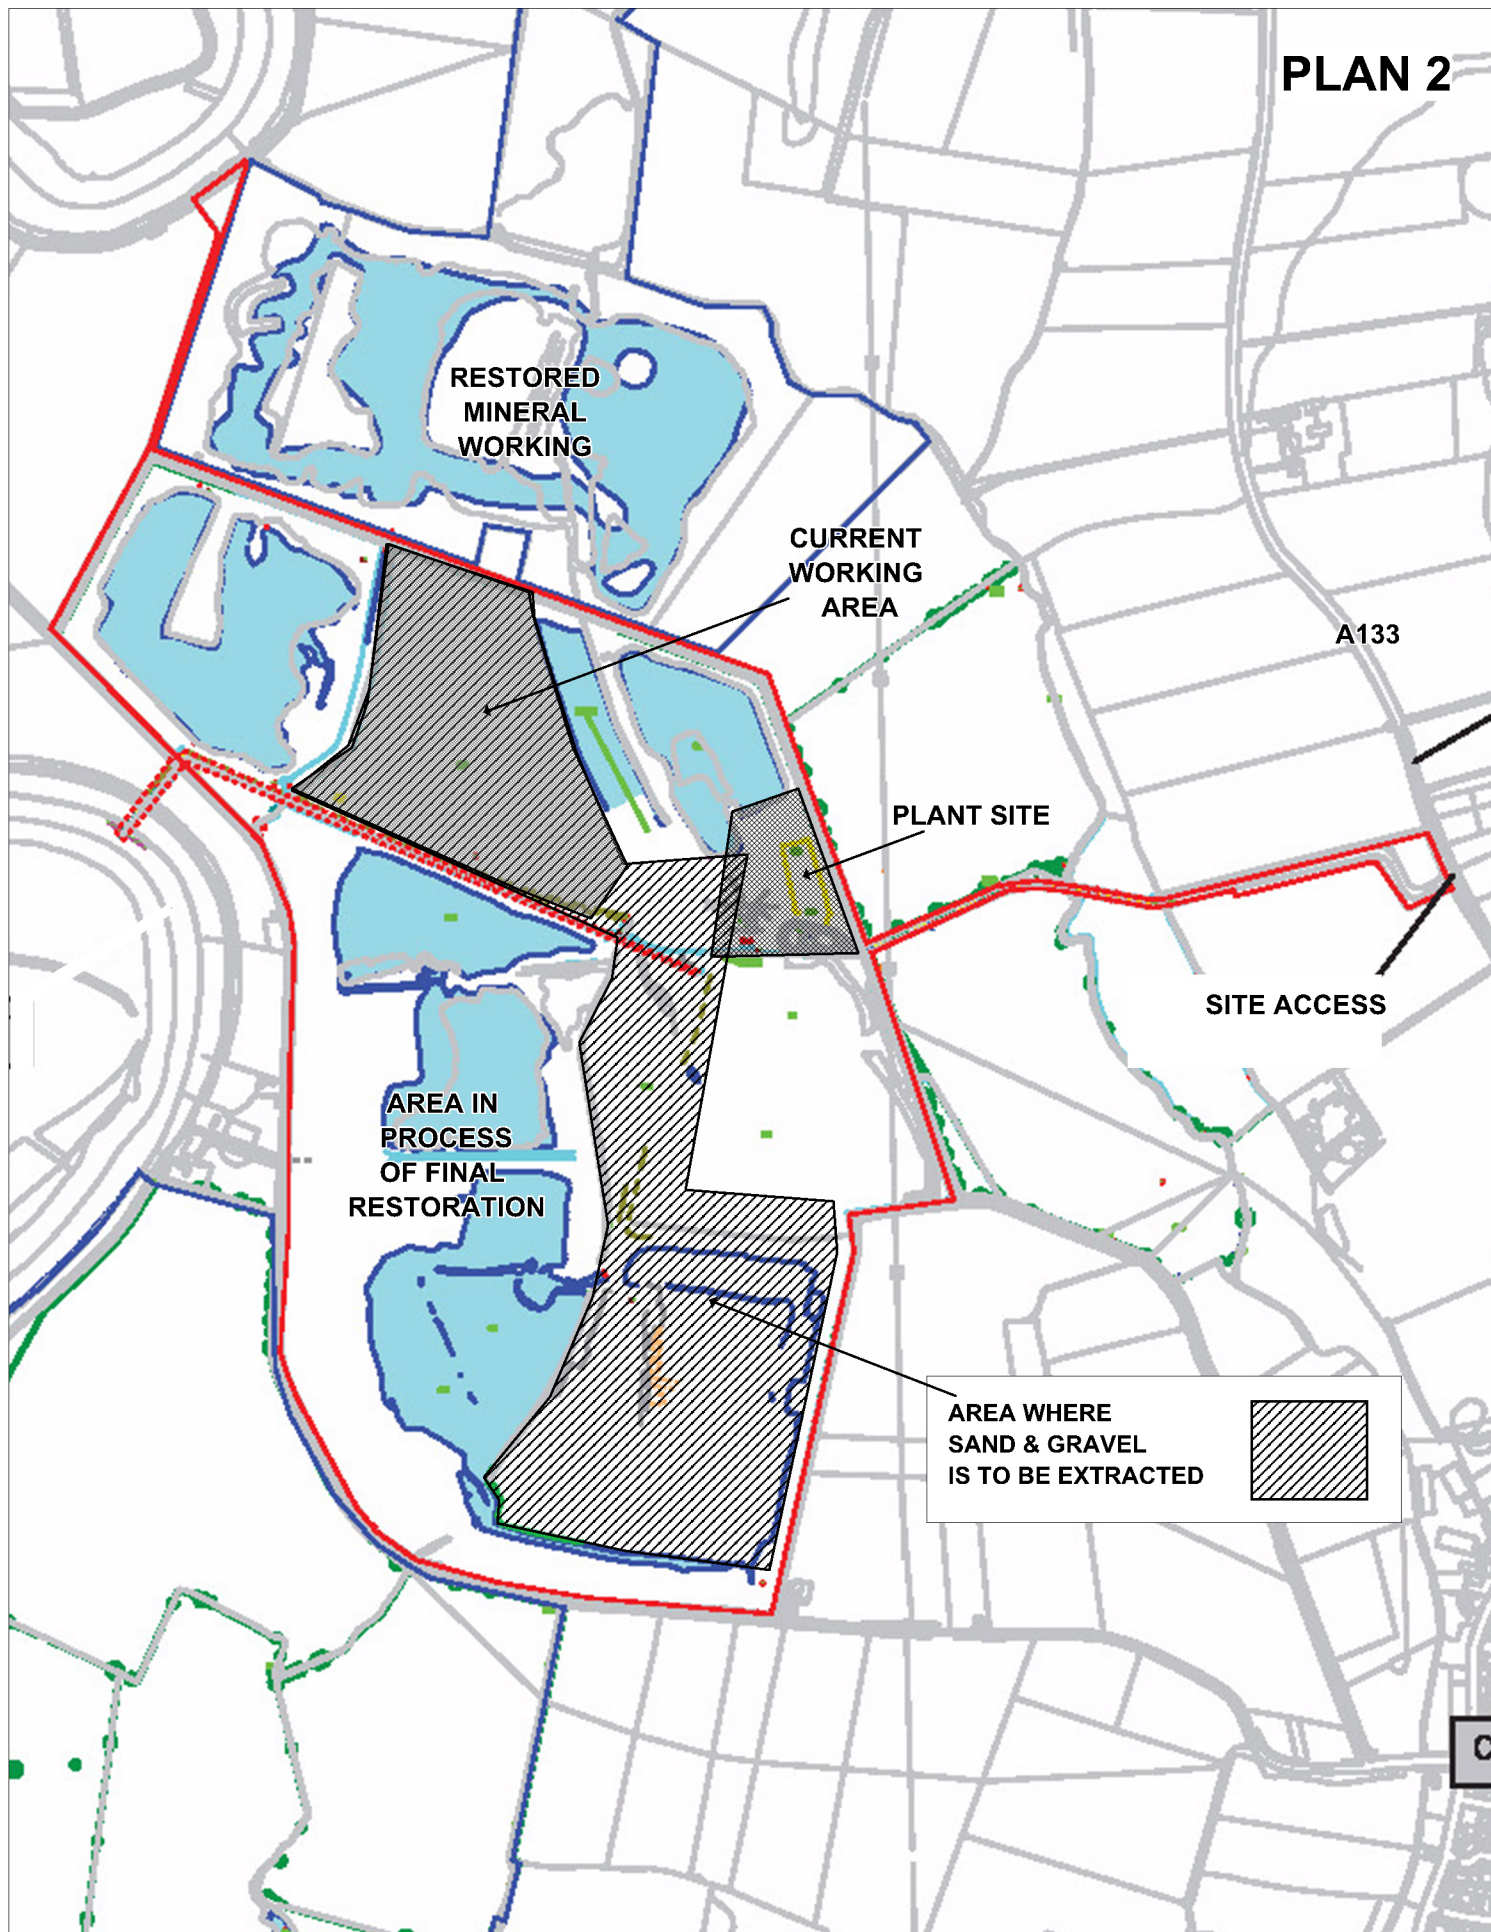 PLAN 2
RESTORED
MINERAL
WORKING
CURRENT
WORKING
AREA
A133
PLANT SITE
SITE ACCESS
AREA IN
PROCESS
OF FINAL
RESTORATION
AREA WHERE
SAND & GRAVEL
IS TO BE EXTRACTED